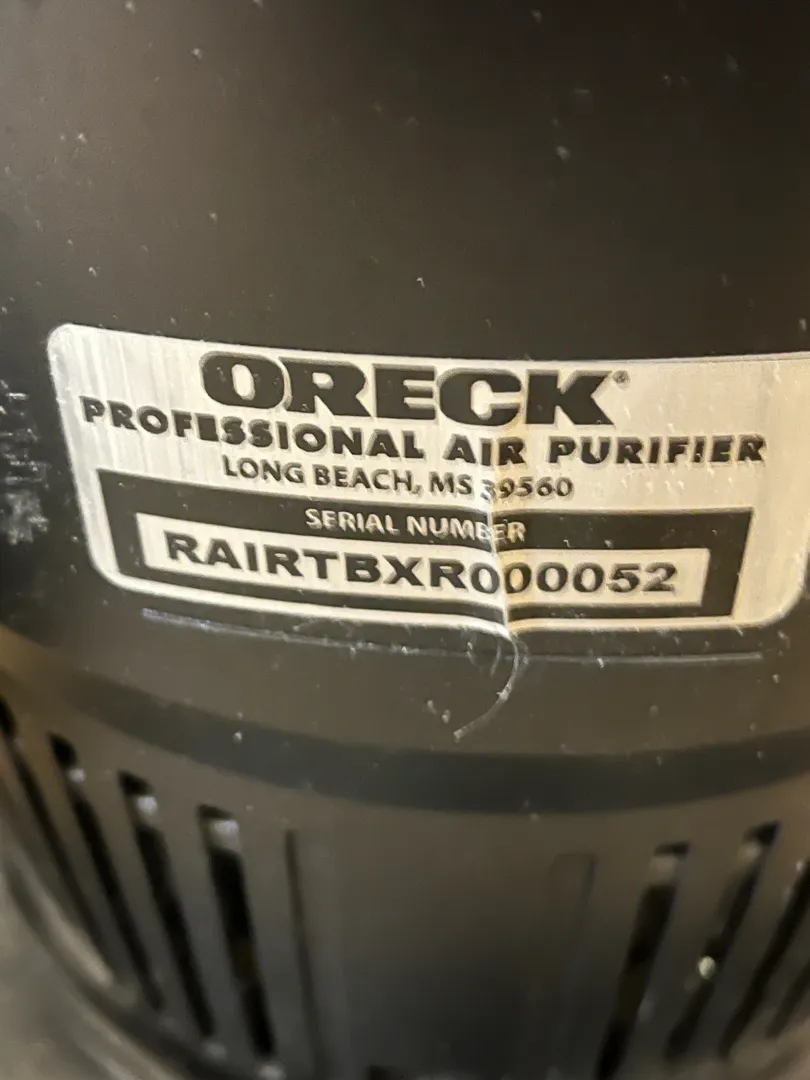 ORECK®
PROFESSIONAL AIR PURIFIER
LONG BEACH, MS 39560
SERIAL NUMBER
RAIRTBXR000052